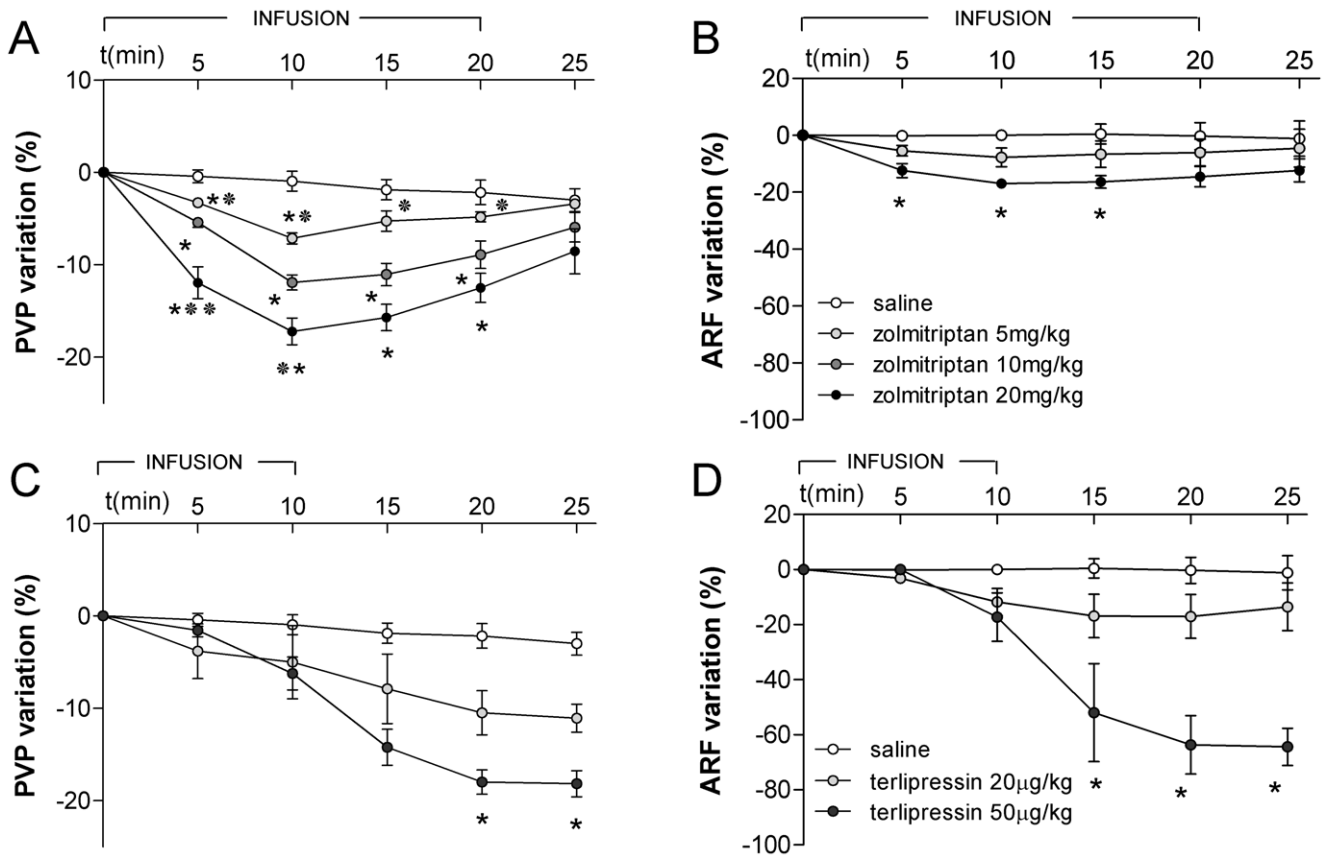 A
INFUSION
t(min) 5 10 15 20 25
10
0
-10
-20
PVP variation (%)
*⁕
*⁕
⁕
⁕
*
*
*
*
*⁕⁕
⁕*
*
*
B
INFUSION
t(min) 5 10 15 20 25
20
0
-20
-40
-60
-80
-100
ARF variation (%)
* * *
saline
zolmitriptan 5mg/kg
zolmitriptan 10mg/kg
zolmitriptan 20mg/kg
C
INFUSION
t(min) 5 10 15 20 25
10
0
-10
-20
PVP variation (%)
* *
D
INFUSION
t(min) 5 10 15 20 25
20
0
-20
-40
-60
-80
-100
ARF variation (%)
* * *
saline
terlipressin 20μg/kg
terlipressin 50μg/kg